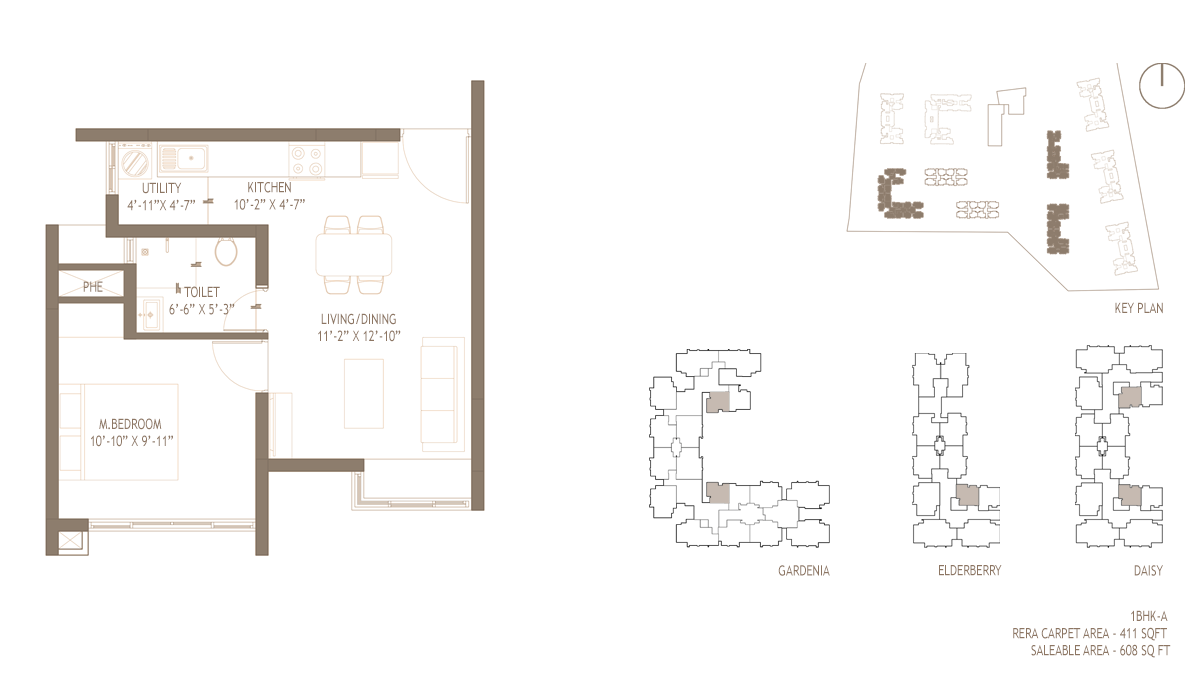 UTILITY
4'-11"X 4'-7"
KITCHEN
10'-2" X 4'-7"
PHE
TOILET
6'-6" X 5'-3"
LIVING/DINING
11'-2" X 12'-10"
M.BEDROOM
10'-10" X 9'-11"
KEY PLAN
GARDENIA
ELDERBERRY
DAISY
1BHK-A
RERA CARPET AREA - 411 SQFT
SALEABLE AREA - 608 SQ FT